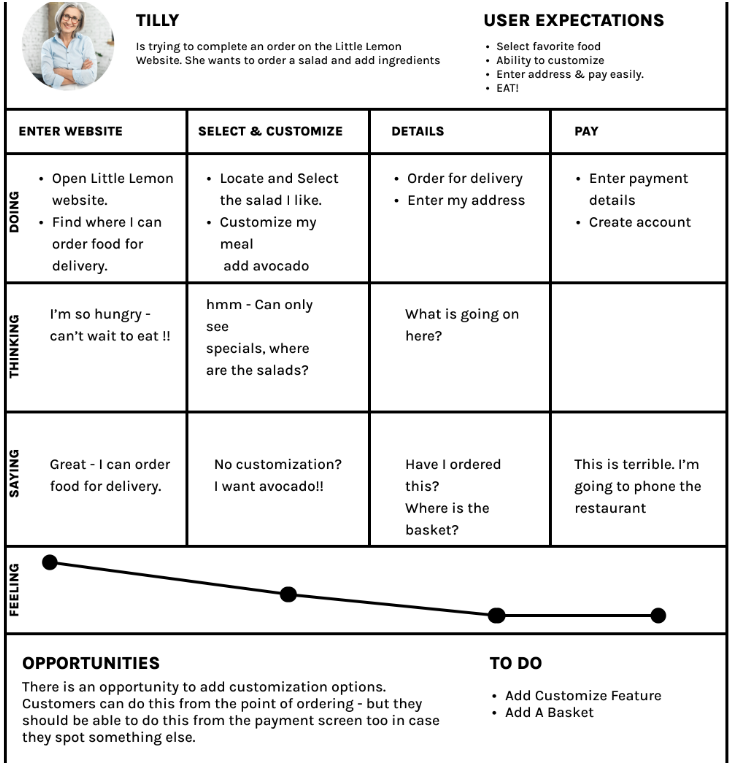 TILLY
Is trying to complete an order on the Little Lemon
Website. She wants to order a salad and add ingredients
USER EXPECTATIONS
• Select favorite food
• Ability to customize
• Enter address & pay easily.
• EAT!
ENTER WEBSITE
SELECT & CUSTOMIZE
DETAILS
PAY
DOING
• Open Little Lemon
website.
• Find where I can
order food for
delivery.
• Locate and Select
the salad I like.
• Customize my
meal
add avocado
• Order for delivery
• Enter my address
• Enter payment
details
• Create account
THINKING
I'm so hungry -
can't wait to eat !!
hmm - Can only
see
specials, where
are the salads?
What is going on
here?
SAYING
Great - I can order
food for delivery.
No customization?
I want avocado!!
Have I ordered
this?
Where is the
basket?
This is terrible. I'm
going to phone the
restaurant
FEELING
OPPORTUNITIES
There is an opportunity to add customization options.
Customers can do this from the point of ordering - but they
should be able to do this from the payment screen too in case
they spot something else.
TO DO
• Add Customize Feature
• Add A Basket